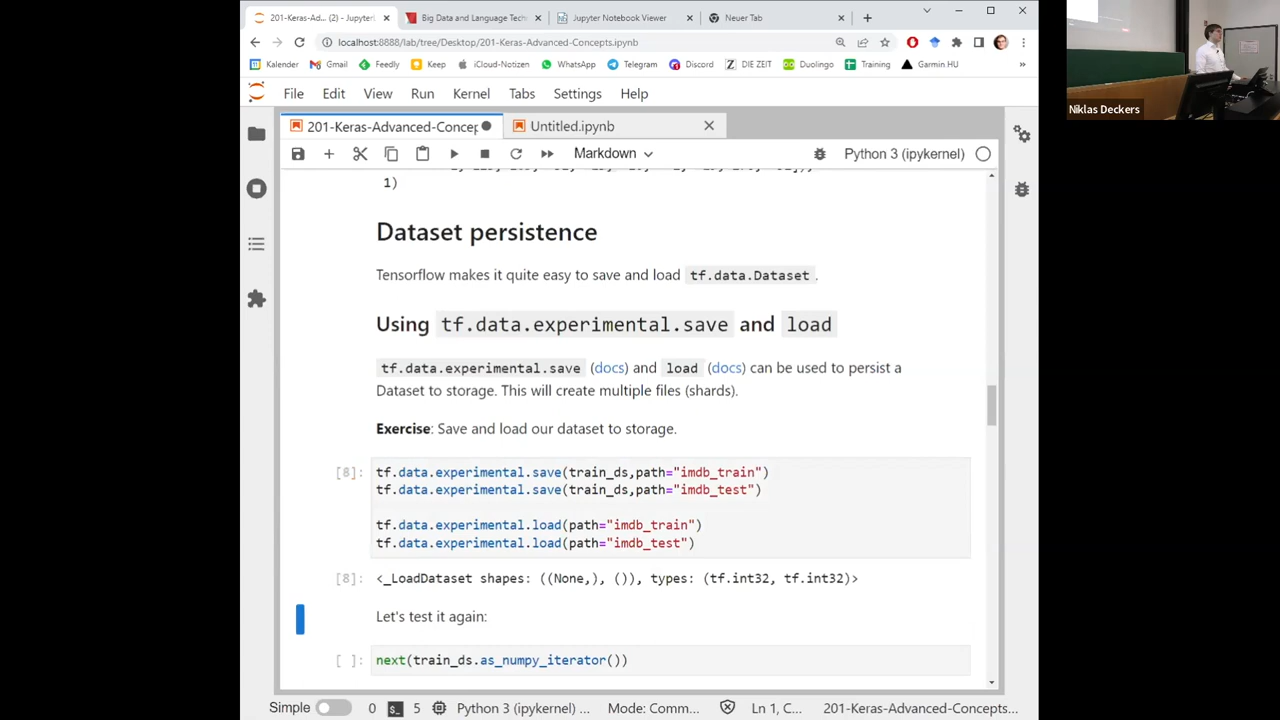 201-Keras-Ad... (2) - Jupyter
Big Data and Language Tech
Jupyter Notebook Viewer
Neuer Tab
localhost:8888/lab/tree/Desktop/201-Keras-Advanced-Concepts.ipynb
Kalender
Gmail
Feedly
Keep
iCloud-Notizen
WhatsApp
Telegram
Discord
DIE ZEIT
Duolingo
Training
Garmin HU
»
File Edit View Run Kernel Tabs Settings Help
201-Keras-Advanced-Concep
Untitled.ipynb
Markdown
Python 3 (ipykernel)
1)
Dataset persistence
Tensorflow makes it quite easy to save and load tf.data.Dataset.
Using tf.data.experimental.save and load
tf.data.experimental.save (docs) and load (docs) can be used to persist a
Dataset to storage. This will create multiple files (shards).
Exercise: Save and load our dataset to storage.
[8]: tf.data.experimental.save(train_ds,path="imdb_train")
tf.data.experimental.save(train_ds,path="imdb_test")
tf.data.experimental.load(path="imdb_train")
tf.data.experimental.load(path="imdb_test")
[8]: <_LoadDataset shapes: ((None,), ()), types: (tf.int32, tf.int32)>
Let's test it again:
[ ]: next(train_ds.as_numpy_iterator())
Simple 0 5 Python 3 (ipykernel) ... Mode: Comm... Ln 1, C... 201-Keras-Advanced-Concepts...
Niklas Deckers